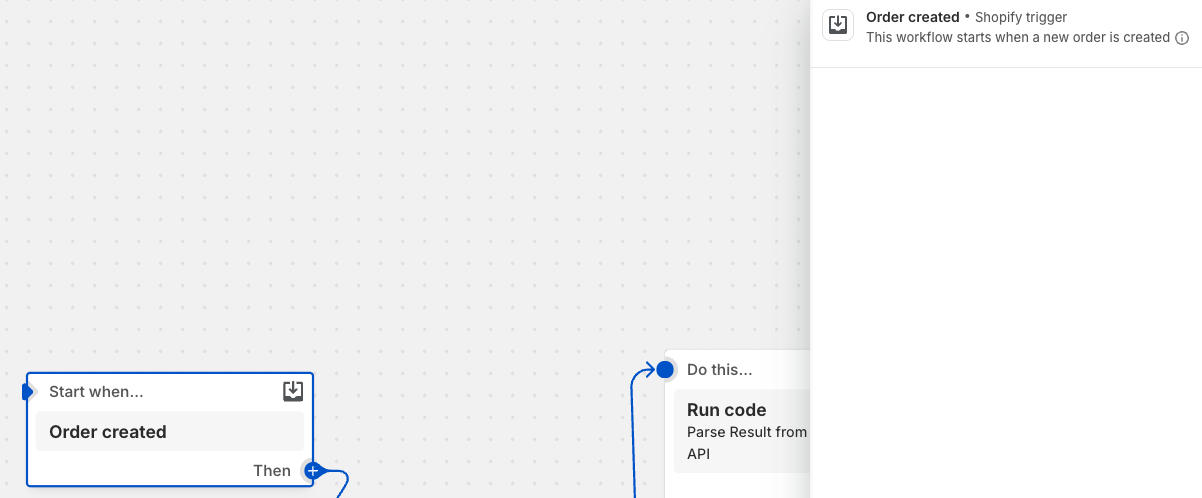 Order created • Shopify trigger
This workflow starts when a new order is created
Start when...
Order created
Then
Do this...
Run code
Parse Result from
API